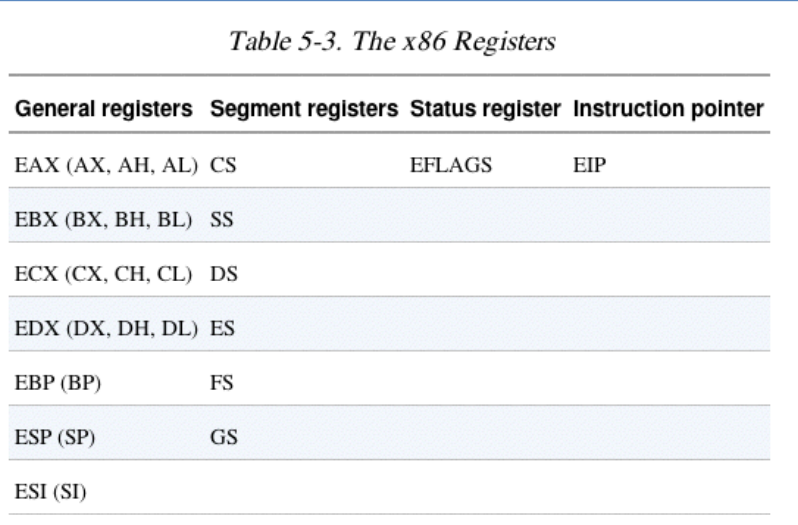 Table 5-3. The x86 Registers
General registers Segment registers Status register Instruction pointer
EAX (AX, AH, AL) CS EFLAGS EIP
EBX (BX, BH, BL) SS
ECX (CX, CH, CL) DS
EDX (DX, DH, DL) ES
EBP (BP) FS
ESP (SP) GS
ESI (SI)